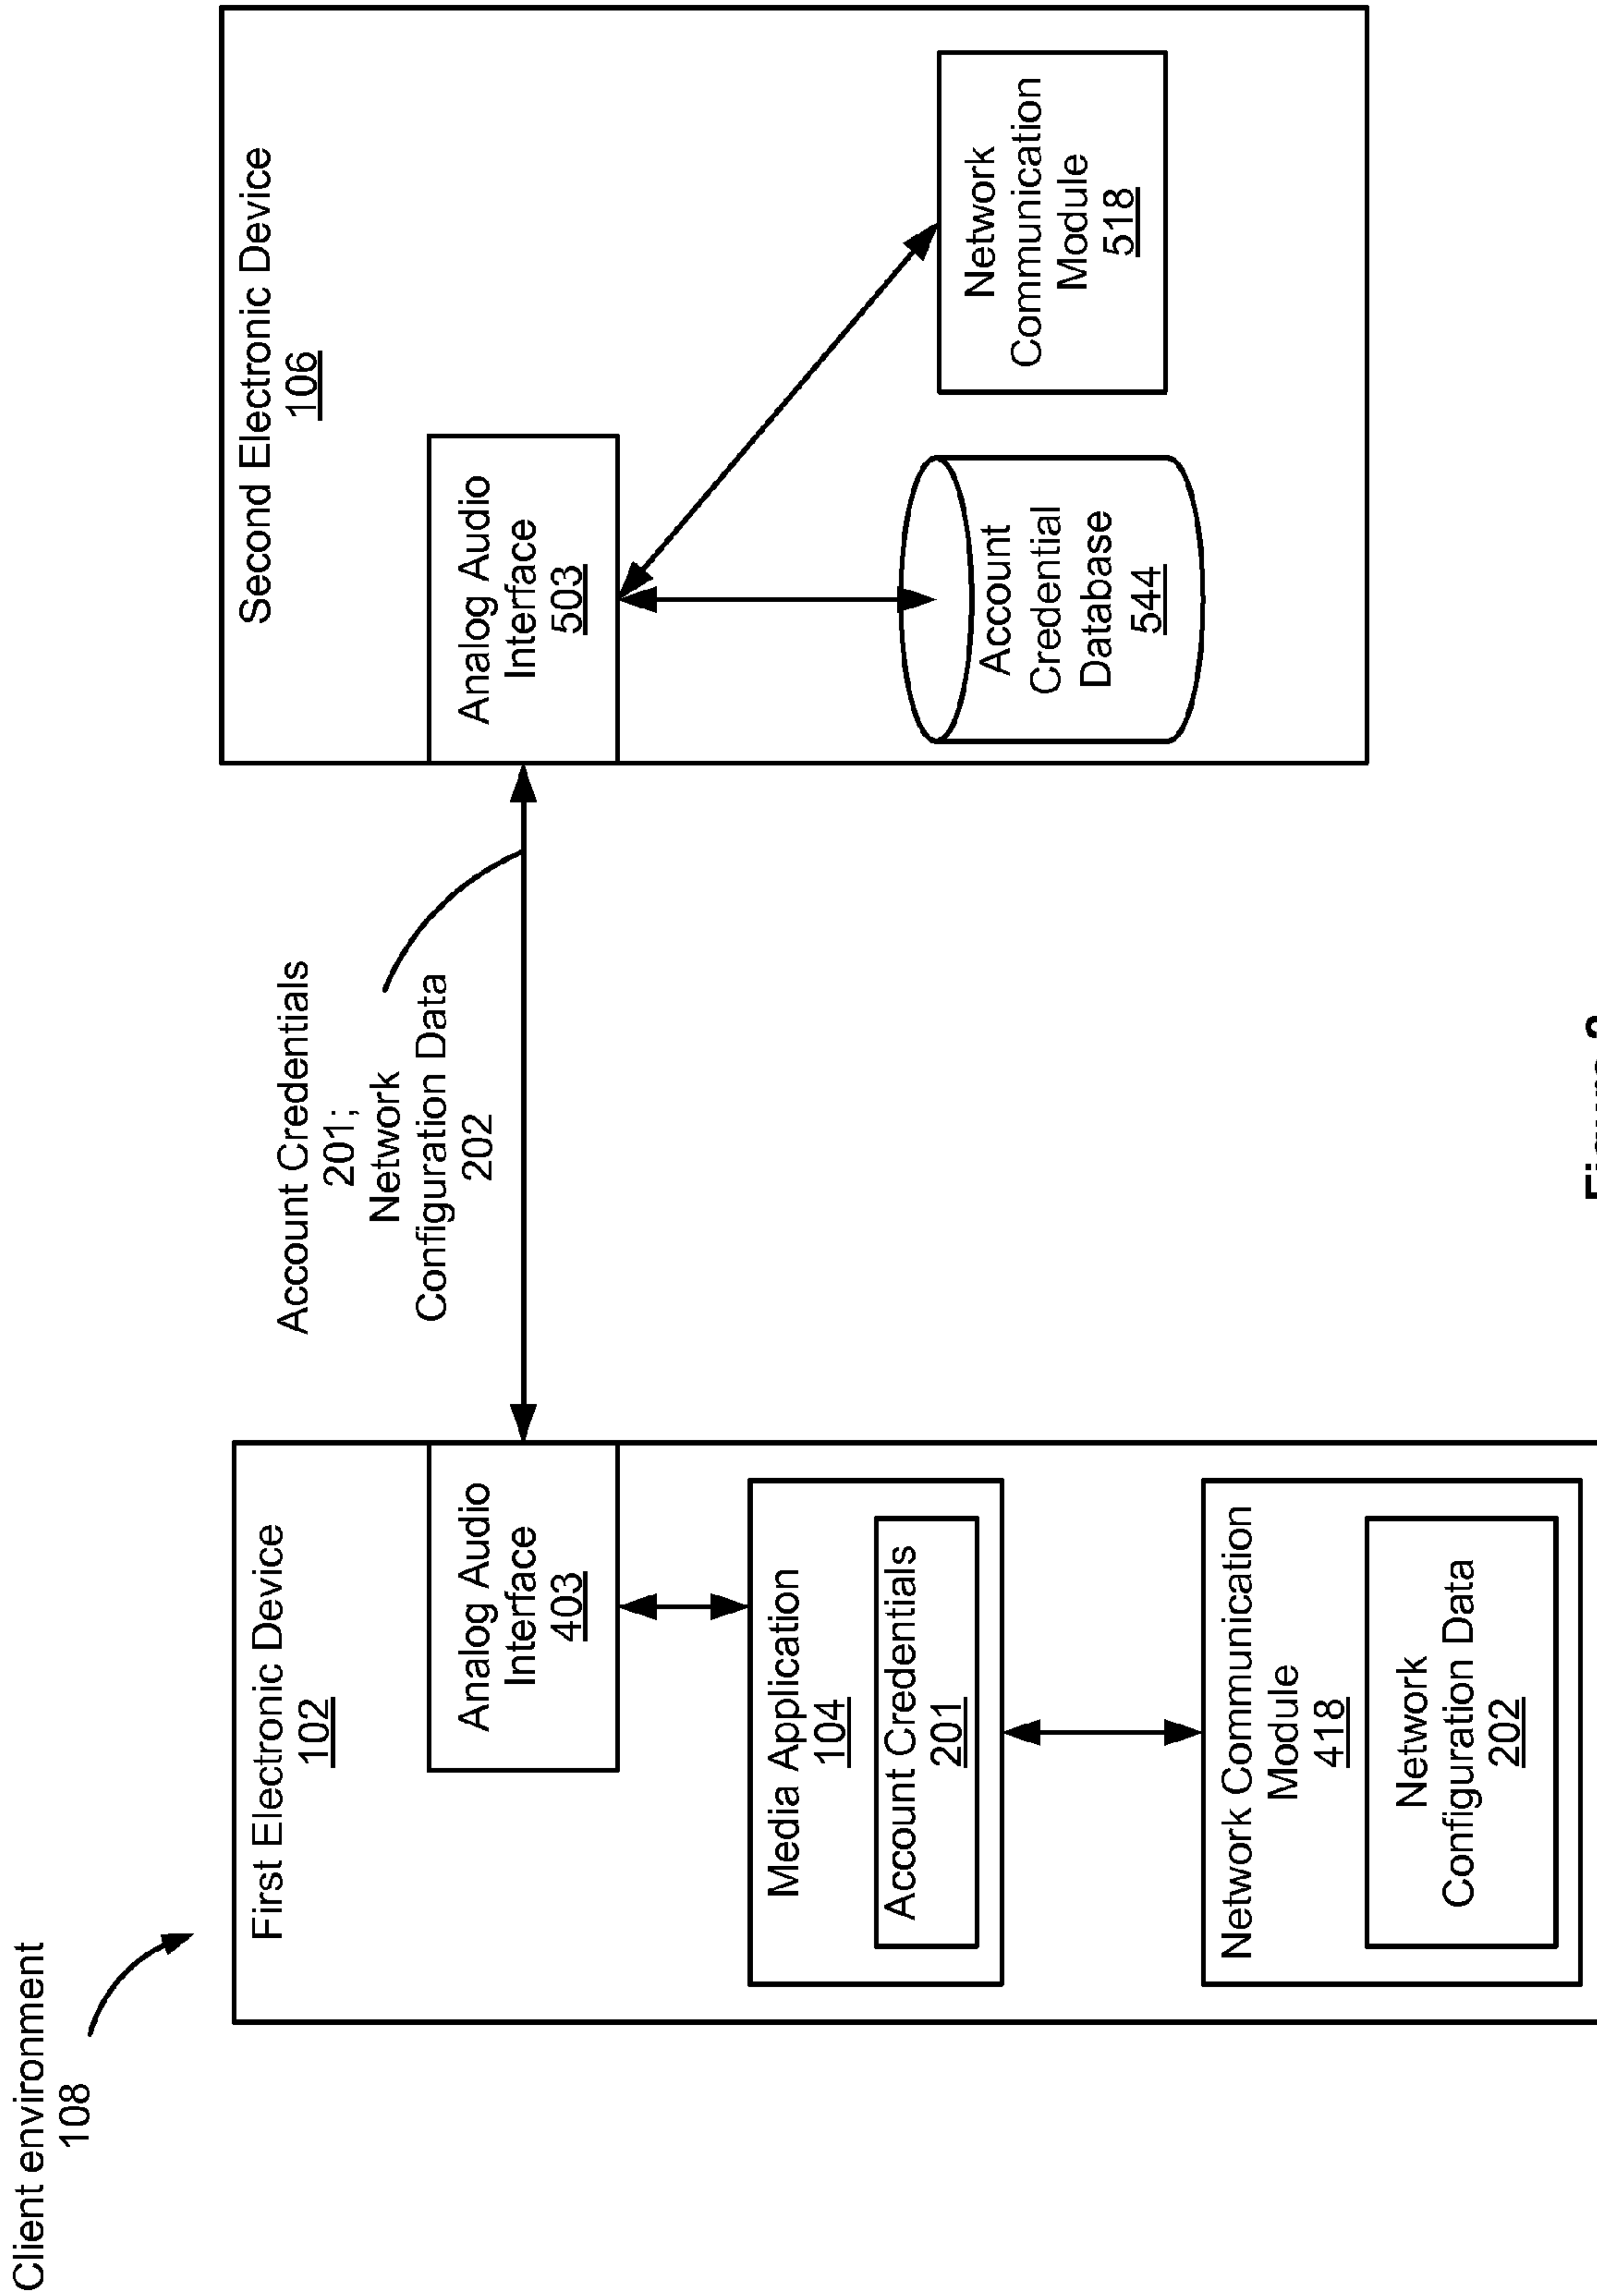 Client environment
108
First Electronic Device
102
Analog Audio
Interface
403
Media Application
104
Account Credentials
201
Network Communication
Module
418
Network
Configuration Data
202
Account Credentials
201;
Network
Configuration Data
202
Second Electronic Device
106
Analog Audio
Interface
503
Account
Credential
Database
544
Network
Communication
Module
518